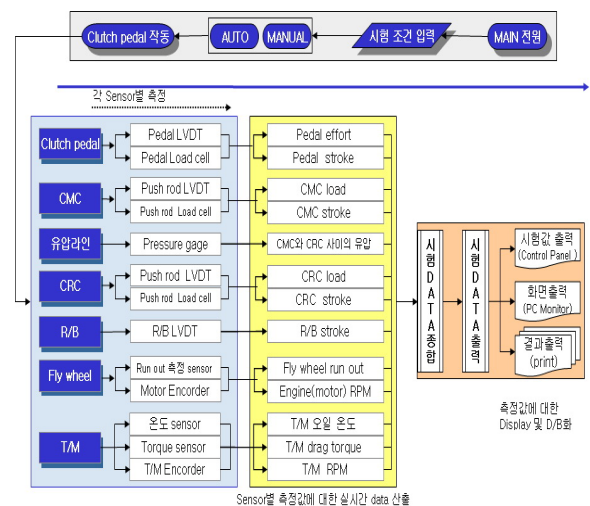 Clutch pedal 작동
AUTO
MANUAL
시험 조건 입력
MAIN 전원
각 Sensor별 측정
Clutch pedal
Pedal LVDT
Pedal Load cell
Pedal effort
Pedal stroke
CMC
Push rod LVDT
Push rod Load cell
CMC load
CMC stroke
유압라인
Pressure gage
CMC와 CRC 사이의 유압
CRC
Push rod LVDT
Push rod Load cell
CRC load
CRC stroke
R/B
R/B LVDT
R/B stroke
Fly wheel
Run out 측정 sensor
Motor Encorder
Fly wheel run out
Engine(motor) RPM
T/M
온도 sensor
Torque sensor
T/M Encorder
T/M 오일 온도
T/M drag torque
T/M RPM
시험DATA종합
시험DATA출력
시험값 출력
(Control Panel )
화면출력
(PC Monitor)
결과출력
(print)
측정값에 대한
Display 및 D/B화
Sensor별 측정값에 대한 실시간 data 산출